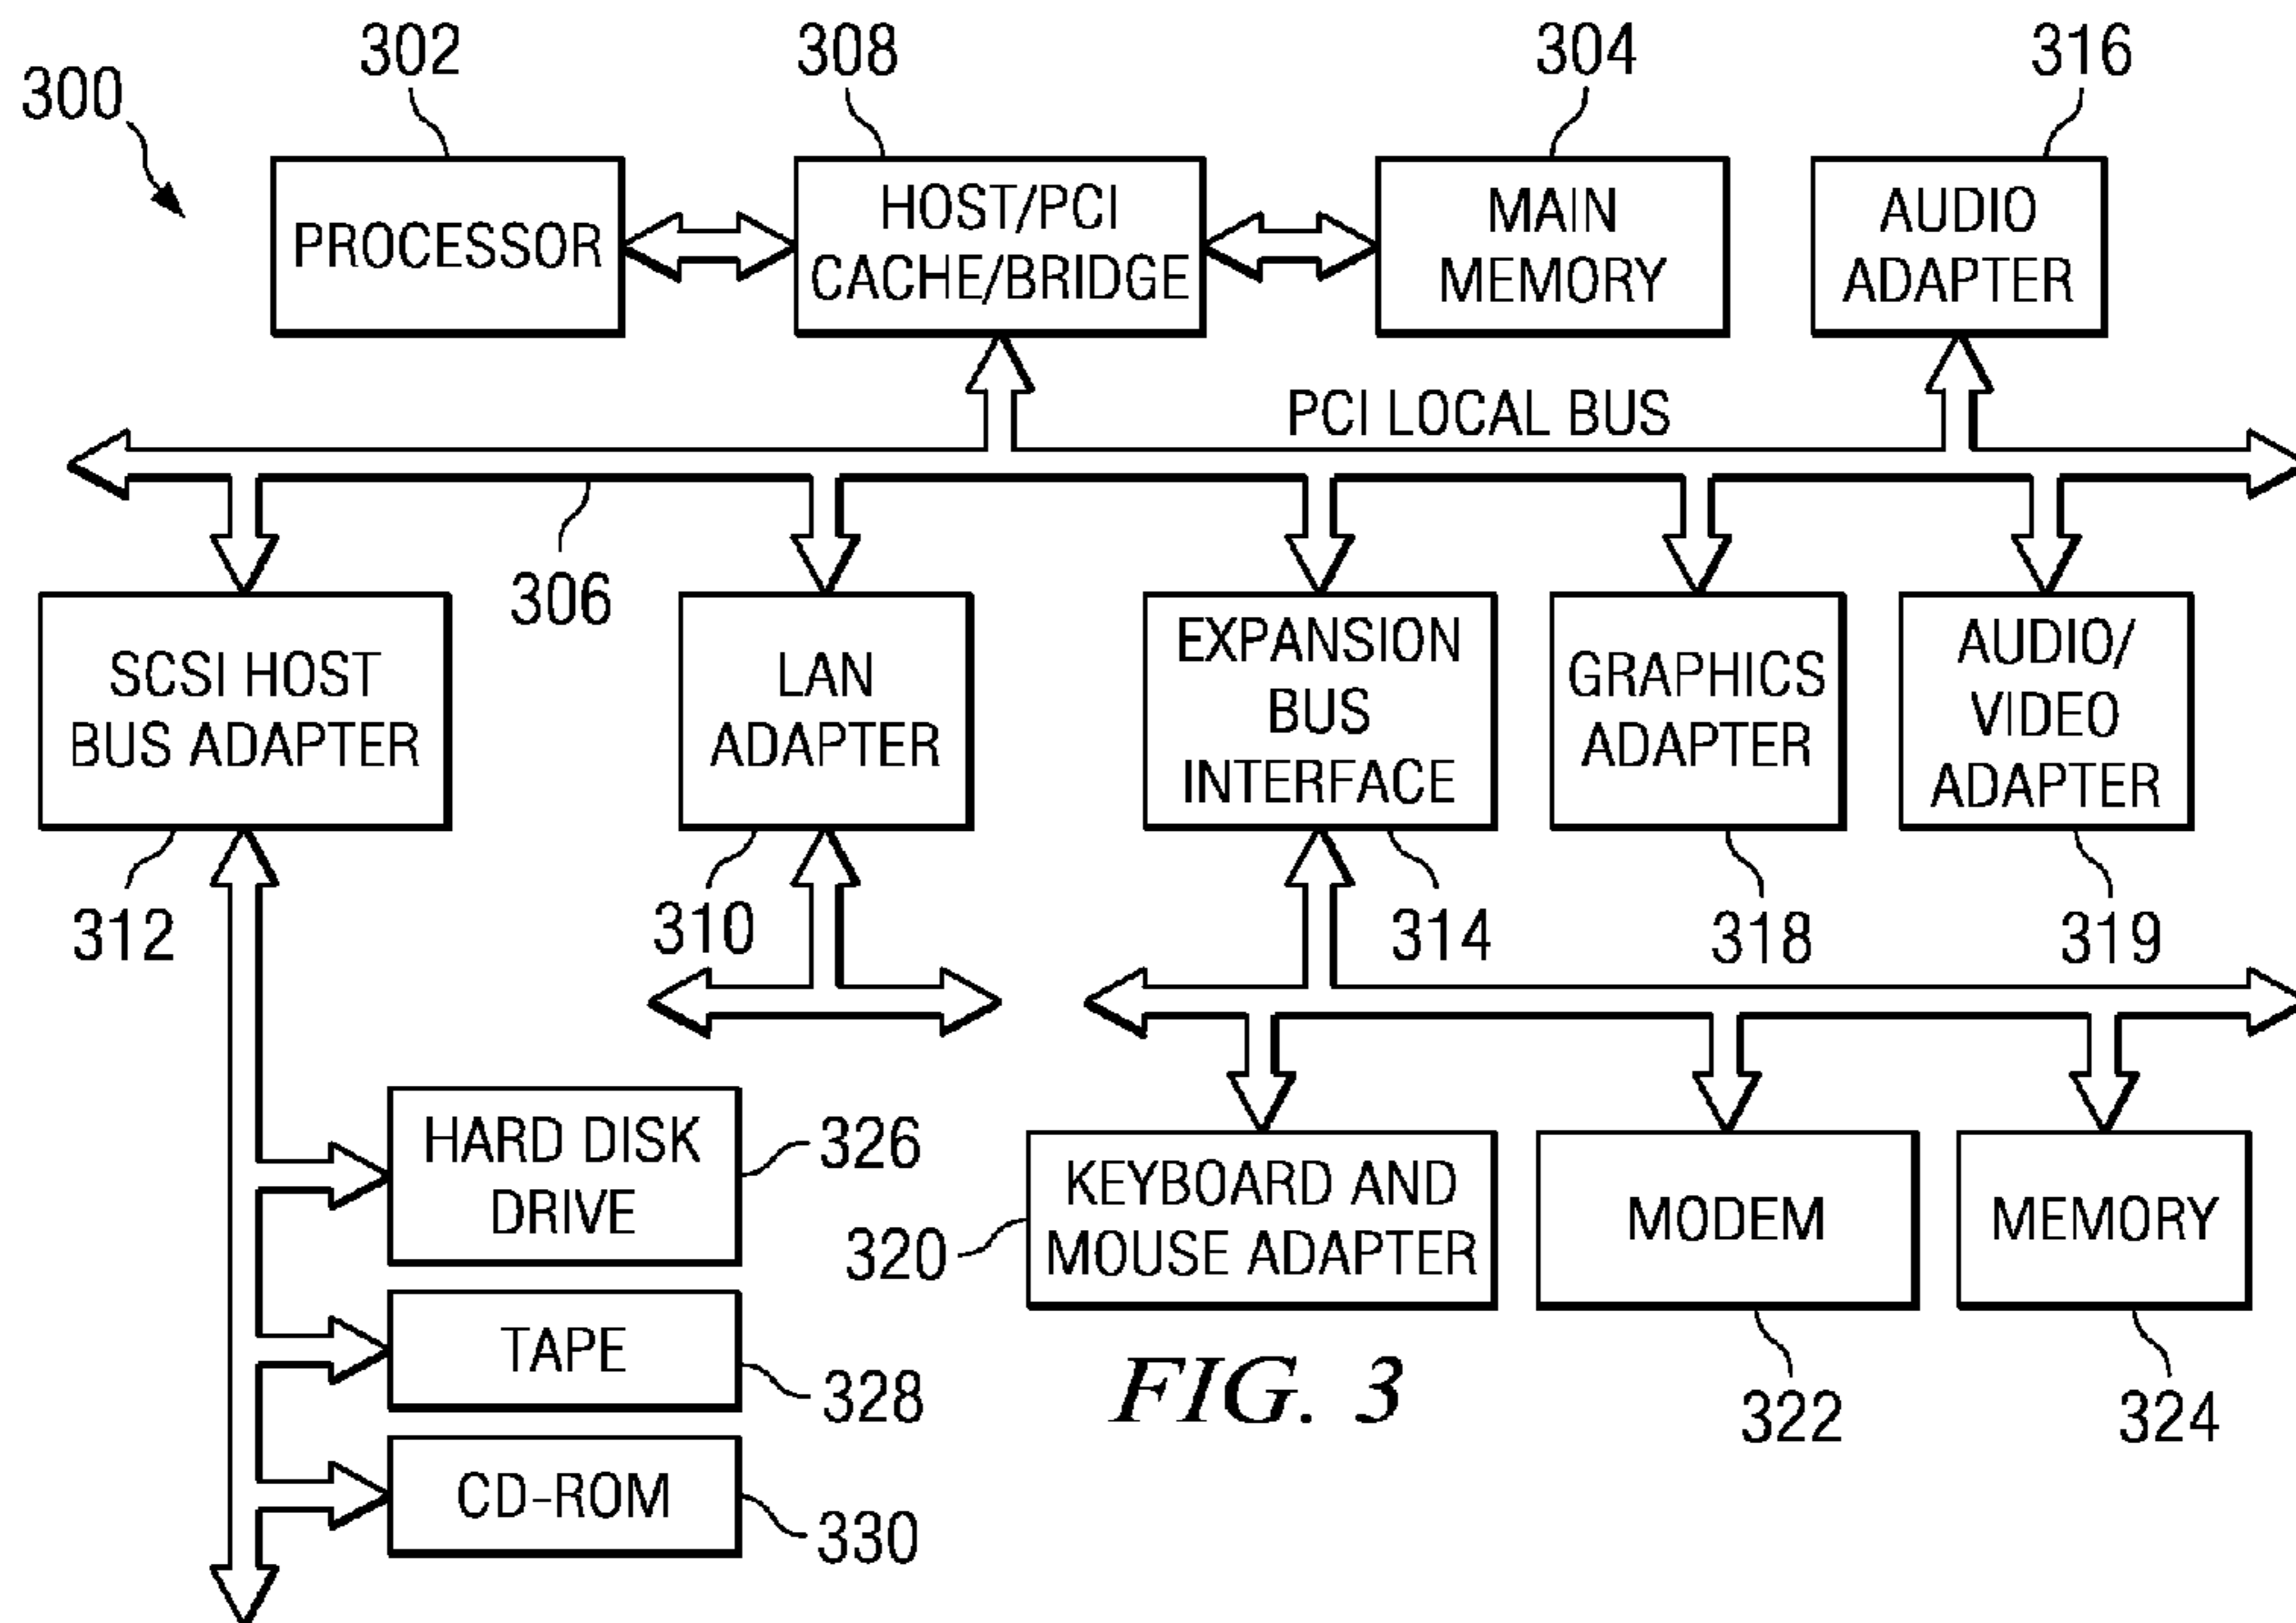 300
302
308
304
316
PROCESSOR
HOST/PCI
CACHE/BRIDGE
MAIN
MEMORY
AUDIO
ADAPTER
PCI LOCAL BUS
306
SCSI HOST
BUS ADAPTER
LAN
ADAPTER
EXPANSION
BUS
INTERFACE
GRAPHICS
ADAPTER
AUDIO/
VIDEO
ADAPTER
312
310
314
318
319
HARD DISK
DRIVE
326
320
KEYBOARD AND
MOUSE ADAPTER
MODEM
MEMORY
TAPE
328
322
324
CD-ROM
330
FIG. 3